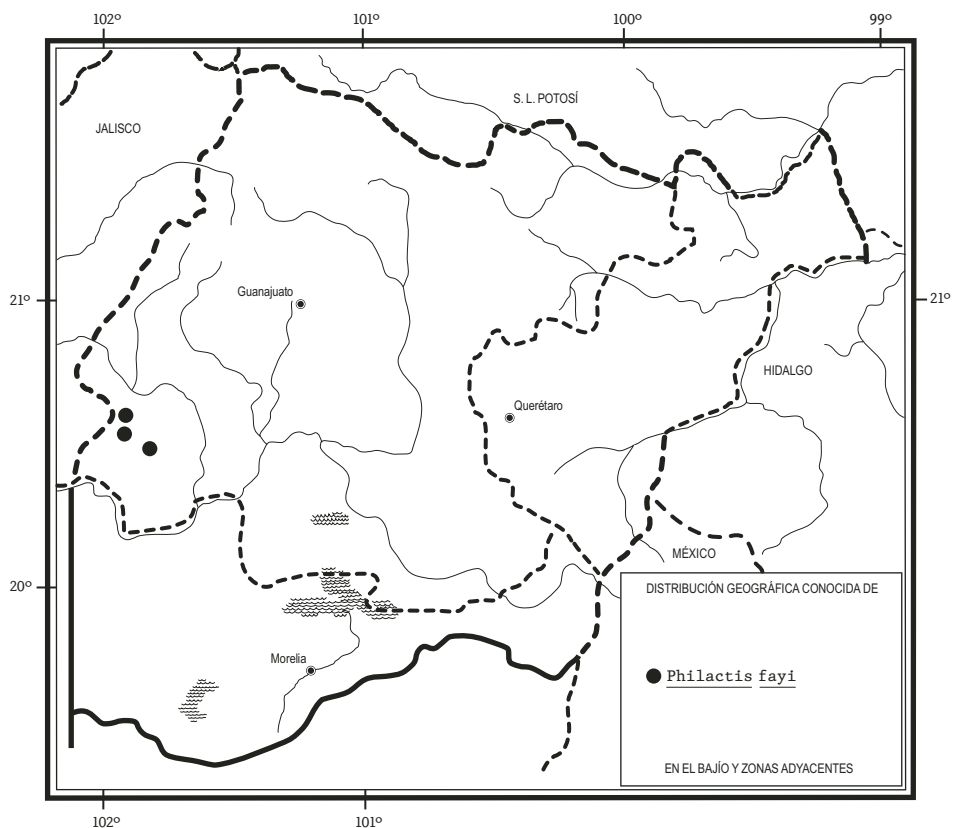 102º 101º 100º 99º
S. L. POTOSÍ
JALISCO
Guanajuato
21º 21º
HIDALGO
Querétaro
MÉXICO
20º
DISTRIBUCIÓN GEOGRÁFICA CONOCIDA DE
Morelia
Philactis fayi
EN EL BAJÍO Y ZONAS ADYACENTES
102º 101º